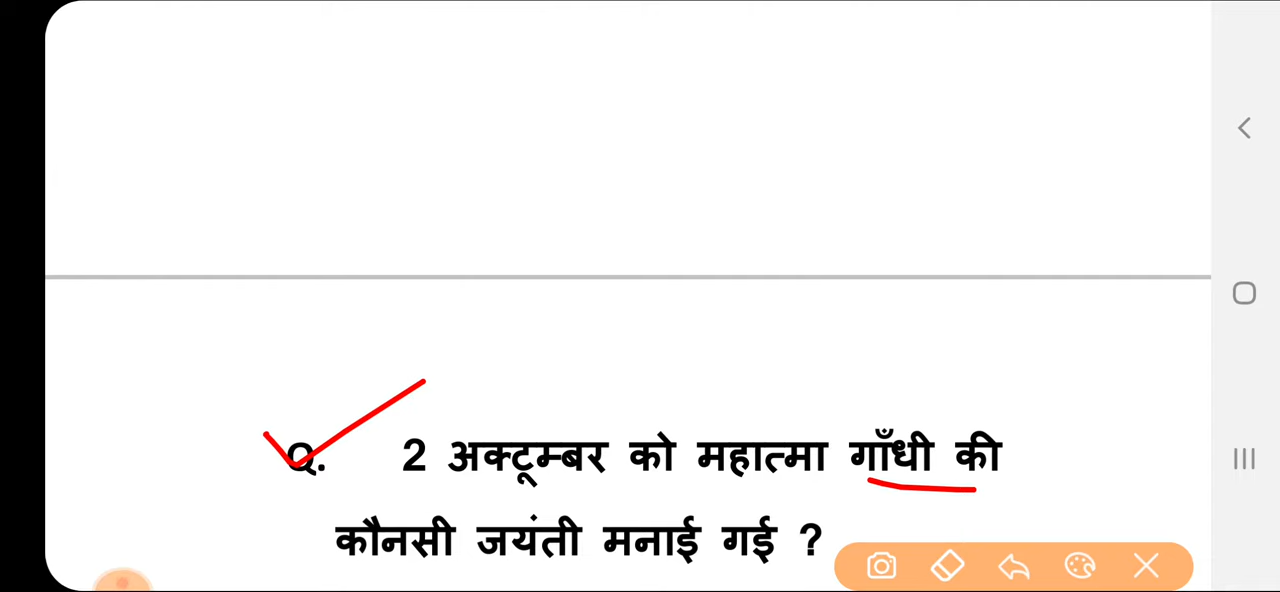 Q. 2 अक्टूम्बर को महात्मा गाँधी की
कौनसी जयंती मनाई गई ?